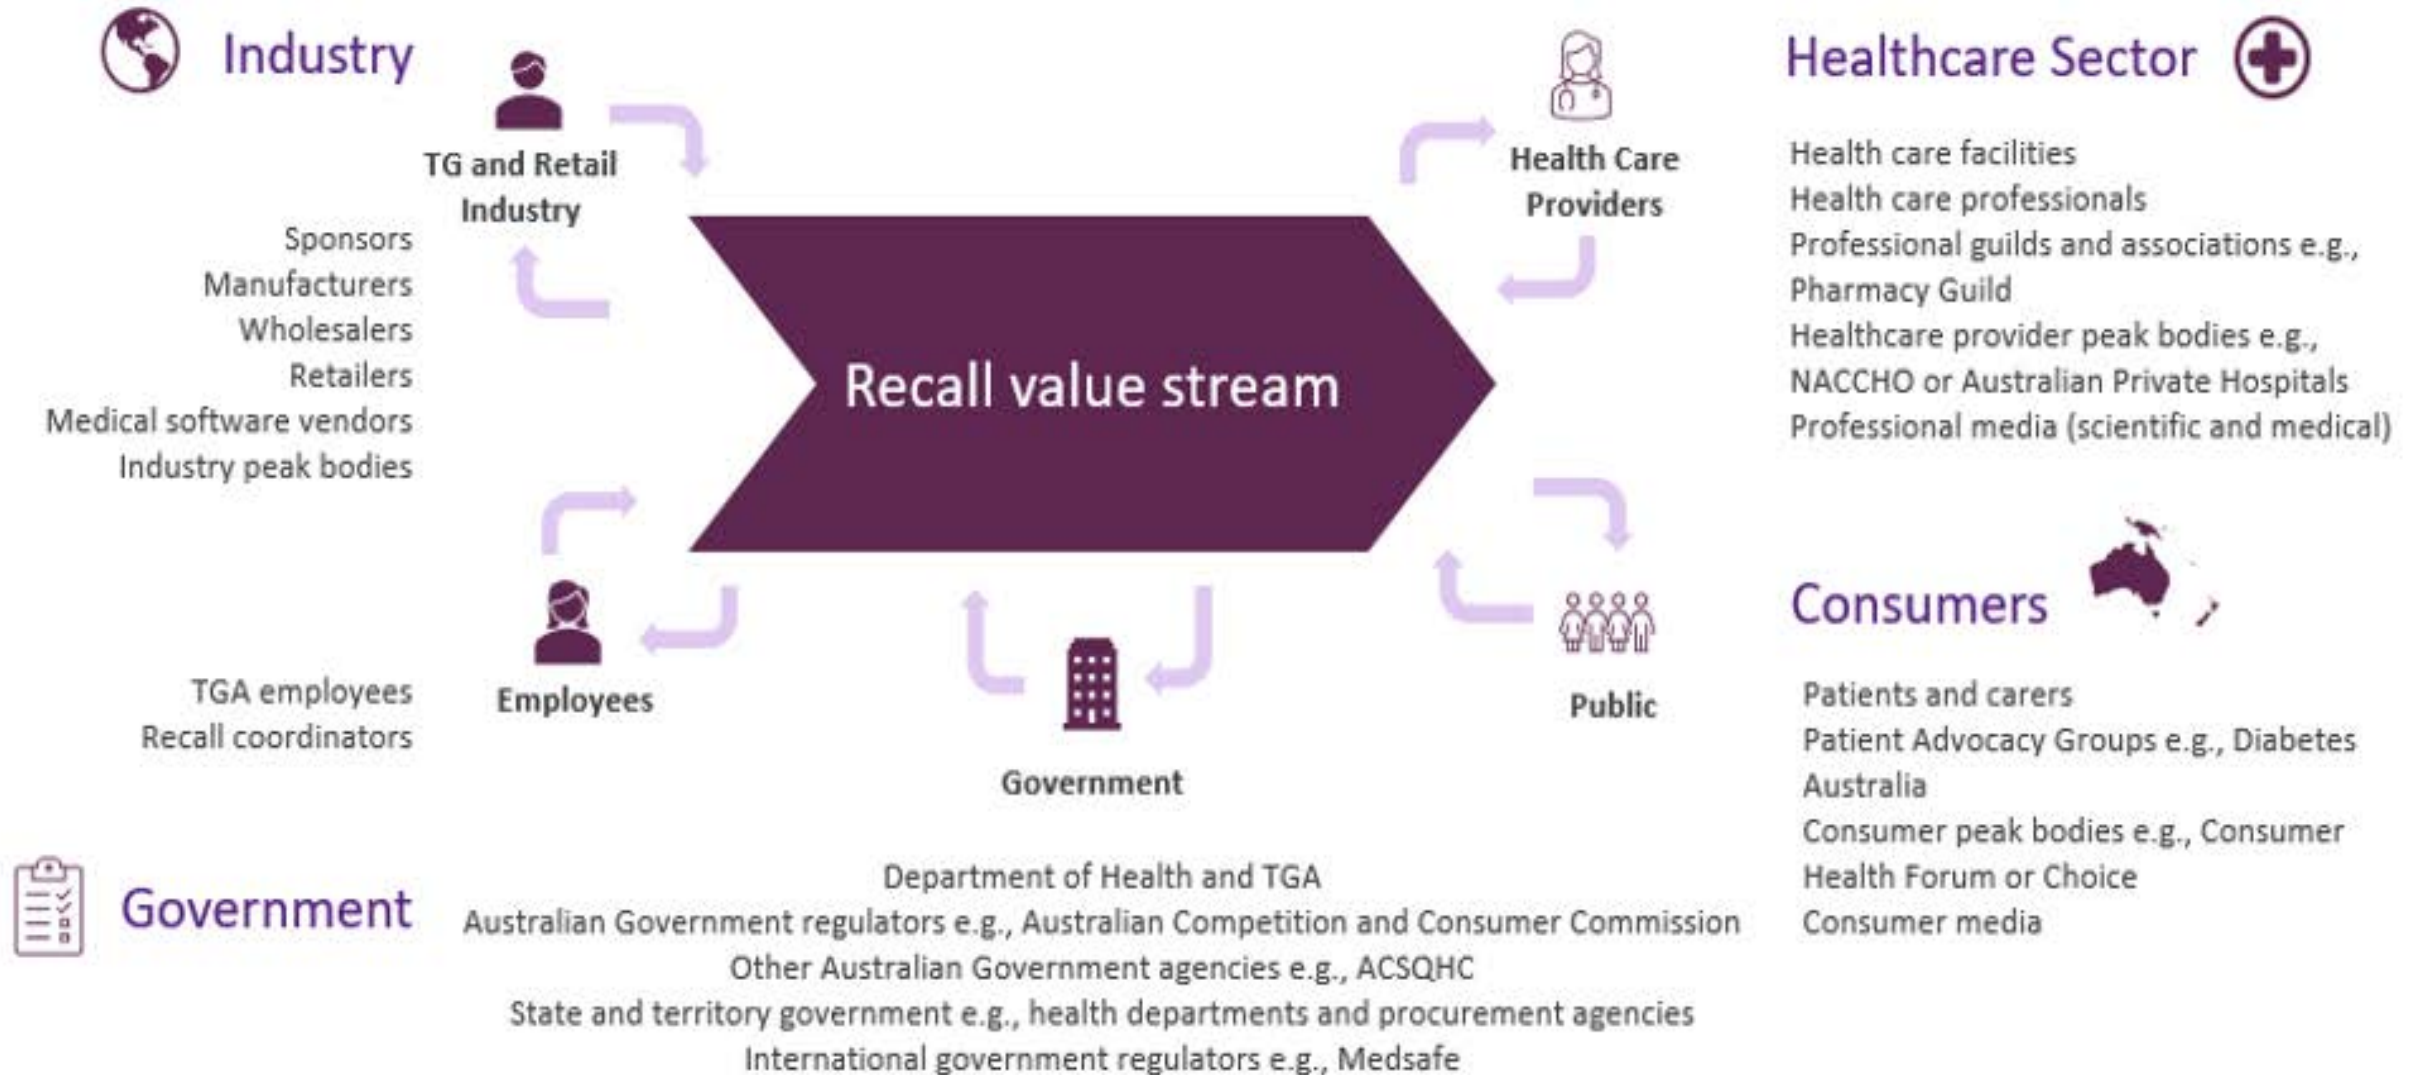 Industry
TG and Retail
Industry
Sponsors
Manufacturers
Wholesalers
Retailers
Medical software vendors
Industry peak bodies
Recall value stream
Health Care
Providers
Healthcare Sector
Health care facilities
Health care professionals
Professional guilds and associations e.g.,
Pharmacy Guild
Healthcare provider peak bodies e.g.,
NACCHO or Australian Private Hospitals
Professional media (scientific and medical)
TGA employees
Recall coordinators
Employees
Government
Public
Consumers
Patients and carers
Patient Advocacy Groups e.g., Diabetes
Australia
Consumer peak bodies e.g., Consumer
Health Forum or Choice
Consumer media
Government
Department of Health and TGA
Australian Government regulators e.g., Australian Competition and Consumer Commission
Other Australian Government agencies e.g., ACSQHC
State and territory government e.g., health departments and procurement agencies
International government regulators e.g., Medsafe